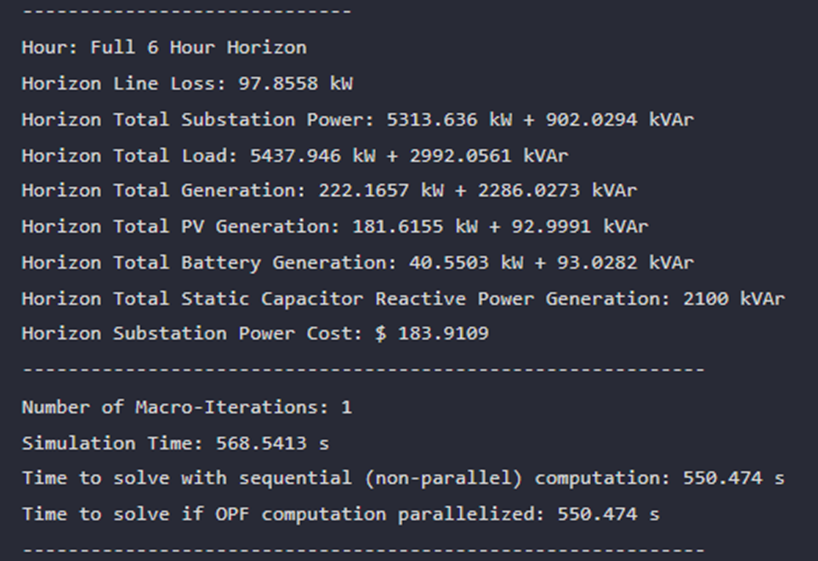 -----------------------------
Hour: Full 6 Hour Horizon
Horizon Line Loss: 97.8558 kW
Horizon Total Substation Power: 5313.636 kW + 902.0294 kVAr
Horizon Total Load: 5437.946 kW + 2992.0561 kVAr
Horizon Total Generation: 222.1657 kW + 2286.0273 kVAr
Horizon Total PV Generation: 181.6155 kW + 92.9991 kVAr
Horizon Total Battery Generation: 40.5503 kW + 93.0282 kVAr
Horizon Total Static Capacitor Reactive Power Generation: 2100 kVAr
Horizon Substation Power Cost: $ 183.9109
------------------------------------------------------------
Number of Macro-Iterations: 1
Simulation Time: 568.5413 s
Time to solve with sequential (non-parallel) computation: 550.474 s
Time to solve if OPF computation parallelized: 550.474 s
------------------------------------------------------------